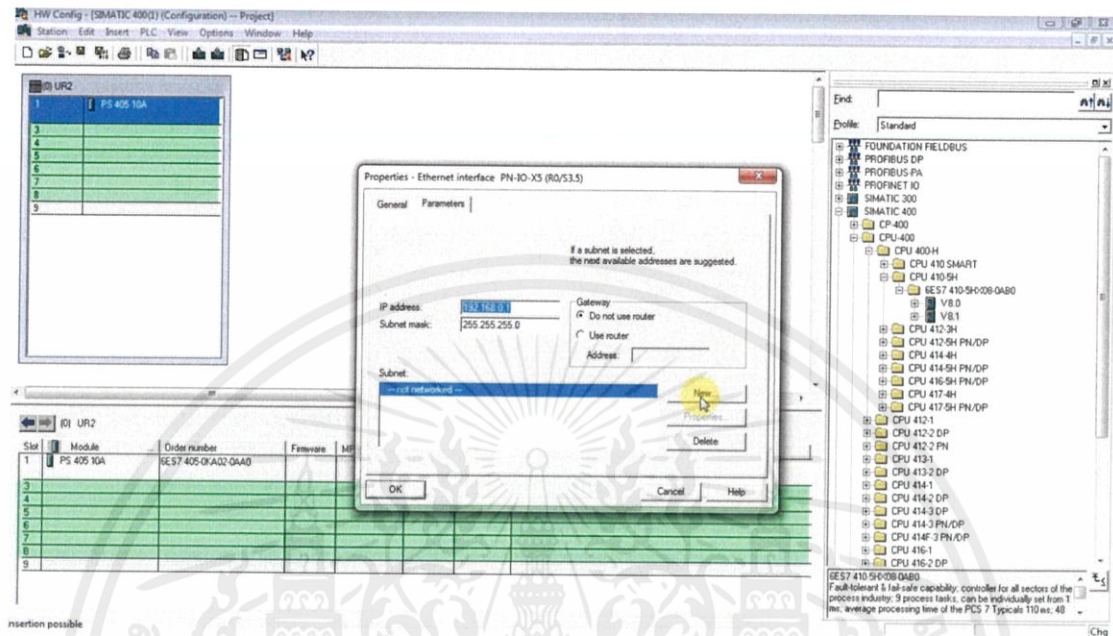 HW Config - [SIMATIC 400(1) (Configuration) -- Project]
Station Edit Insert PLC View Options Window Help
(0) UR2
1 PS 405 10A
3
4
5
6
7
8
9
Properties - Ethernet interface PN-IO-X5 (R0/S3.5)
General Parameters
If a subnet is selected,
the next available addresses are suggested.
IP address: 192.168.0.1
Subnet mask: 255.255.255.0
Gateway
Do not use router
Use router
Address:
Subnet:
--- not networked ---
New...
Properties...
Delete
OK Cancel Help
Find:
Profile: Standard
FOUNDATION FIELDBUS
PROFIBUS DP
PROFIBUS-PA
PROFINET IO
SIMATIC 300
SIMATIC 400
CP-400
CPU-400
CPU 400-H
CPU 410 SMART
CPU 410-5H
6ES7 410-5HX08-0AB0
V8.0
V8.1
CPU 412-3H
CPU 412-5H PN/DP
CPU 414-4H
CPU 414-5H PN/DP
CPU 416-5H PN/DP
CPU 417-4H
CPU 417-5H PN/DP
CPU 412-1
CPU 412-2 DP
CPU 412-2 PN
CPU 413-1
CPU 413-2 DP
CPU 414-1
CPU 414-2 DP
CPU 414-3 DP
CPU 414-3 PN/DP
CPU 414F-3 PN/DP
CPU 416-1
CPU 416-2 DP
6ES7 410-5HX08-0AB0
Fault-tolerant & fail-safe capability; controller for all sectors of the
process industry; 9 process tasks, can be individually set from 1
ms; average processing time of the PCS 7 Typicals 110 ms; 48
(0) UR2
Slot Module Order number Firmware MP
1 PS 405 10A 6ES7 405-0KA02-0AA0
3
4
5
6
7
8
9
nsertion possible
Chg